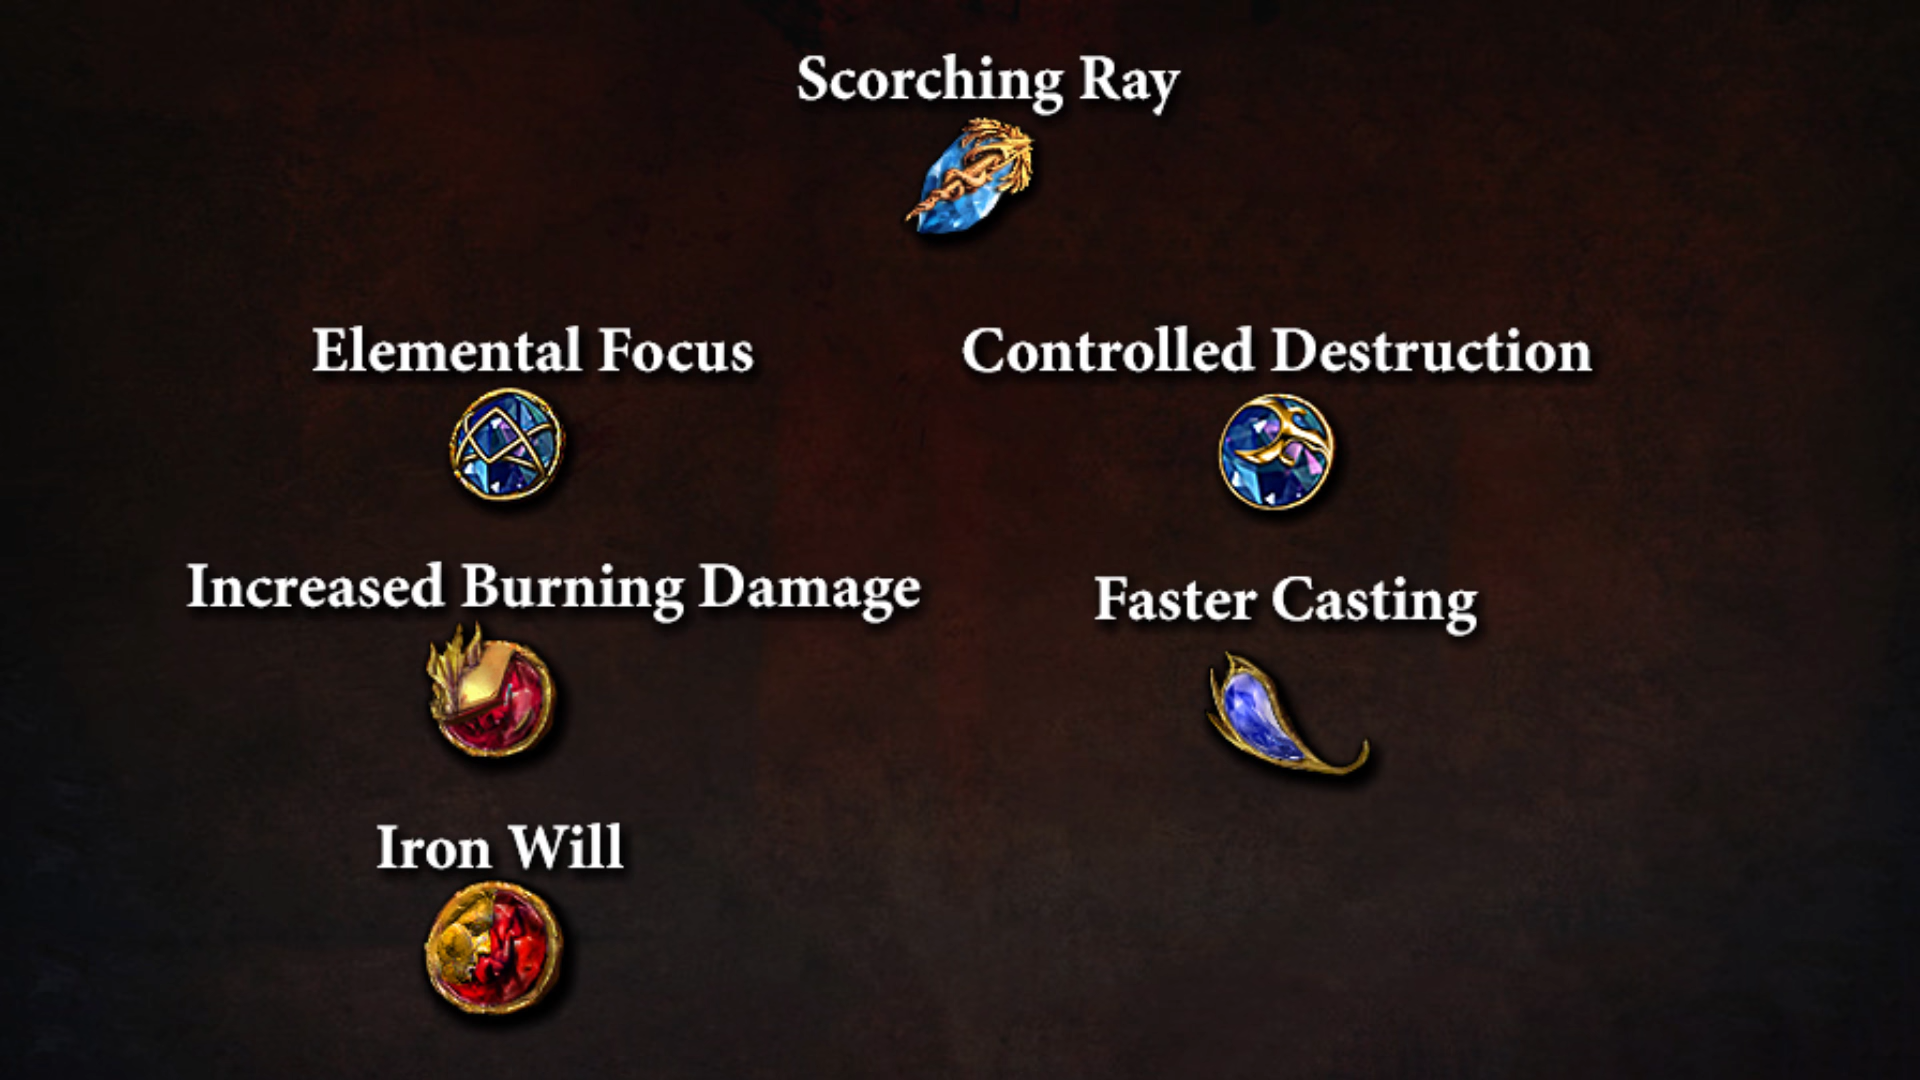 Scorching Ray
Elemental Focus
Controlled Destruction
Increased Burning Damage
Faster Casting
Iron Will